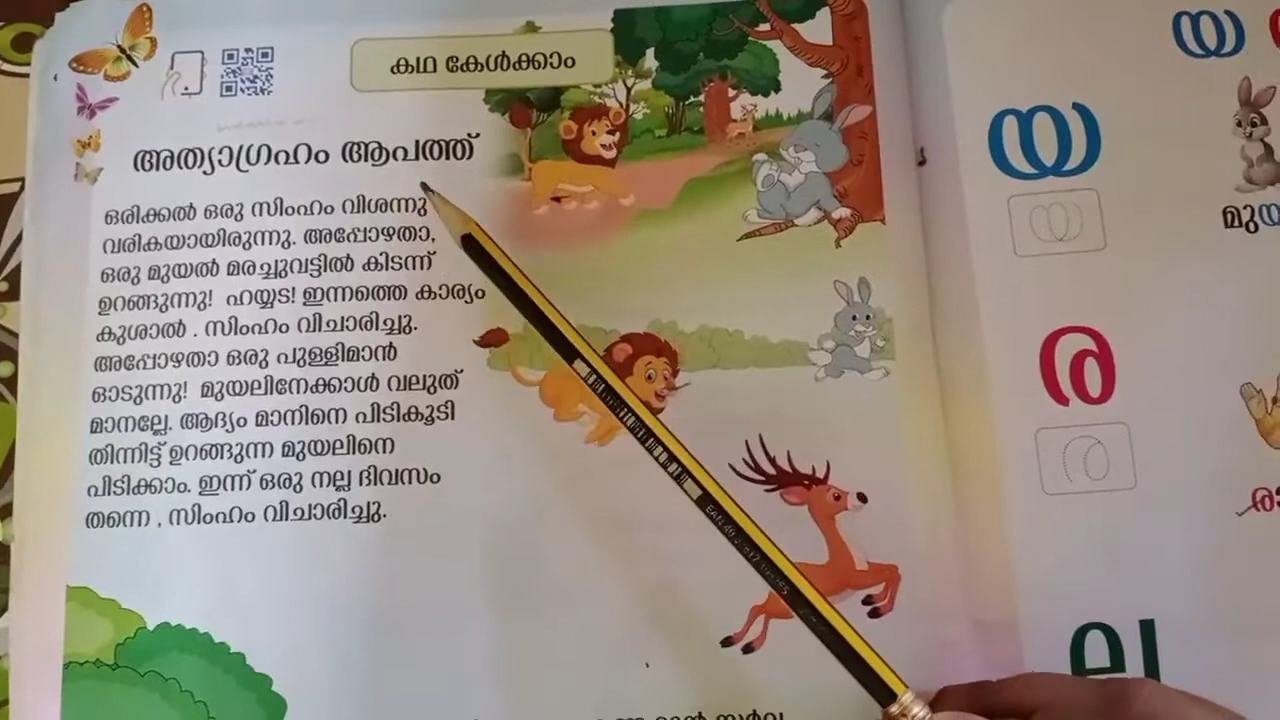 കഥ കേൾക്കാം
അത്യാഗ്രഹം ആപത്ത്
ഒരിക്കൽ ഒരു സിംഹം വിശന്നു
വരികയായിരുന്നു. അപ്പോഴതാ,
ഒരു മുയൽ മരച്ചുവട്ടിൽ കിടന്ന്
ഉറങ്ങുന്നു! ഹയ്യട! ഇന്നത്തെ കാര്യം
കുശാൽ . സിംഹം വിചാരിച്ചു.
അപ്പോഴതാ ഒരു പുള്ളിമാൻ
ഓടുന്നു! മുയലിനേക്കാൾ വലുത്
മാനല്ലേ. ആദ്യം മാനിനെ പിടികൂടി
തിന്നിട്ട് ഉറങ്ങുന്ന മുയലിനെ
പിടിക്കാം. ഇന്ന് ഒരു നല്ല ദിവസം
തന്നെ , സിംഹം വിചാരിച്ചു.
യ
യ
ര
ല